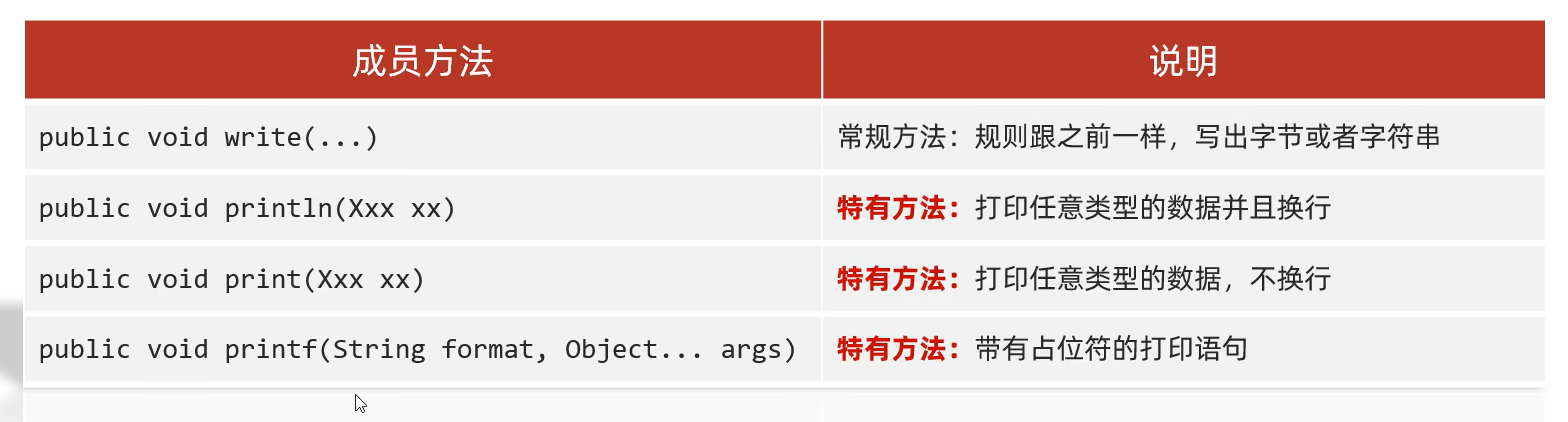 成员方法 说明
public void write(...) 常规方法：规则跟之前一样，写出字节或者字符串
public void println(Xxx xx) 特有方法：打印任意类型的数据并且换行
public void print(Xxx xx) 特有方法：打印任意类型的数据，不换行
public void printf(String format, Object... args) 特有方法：带有占位符的打印语句